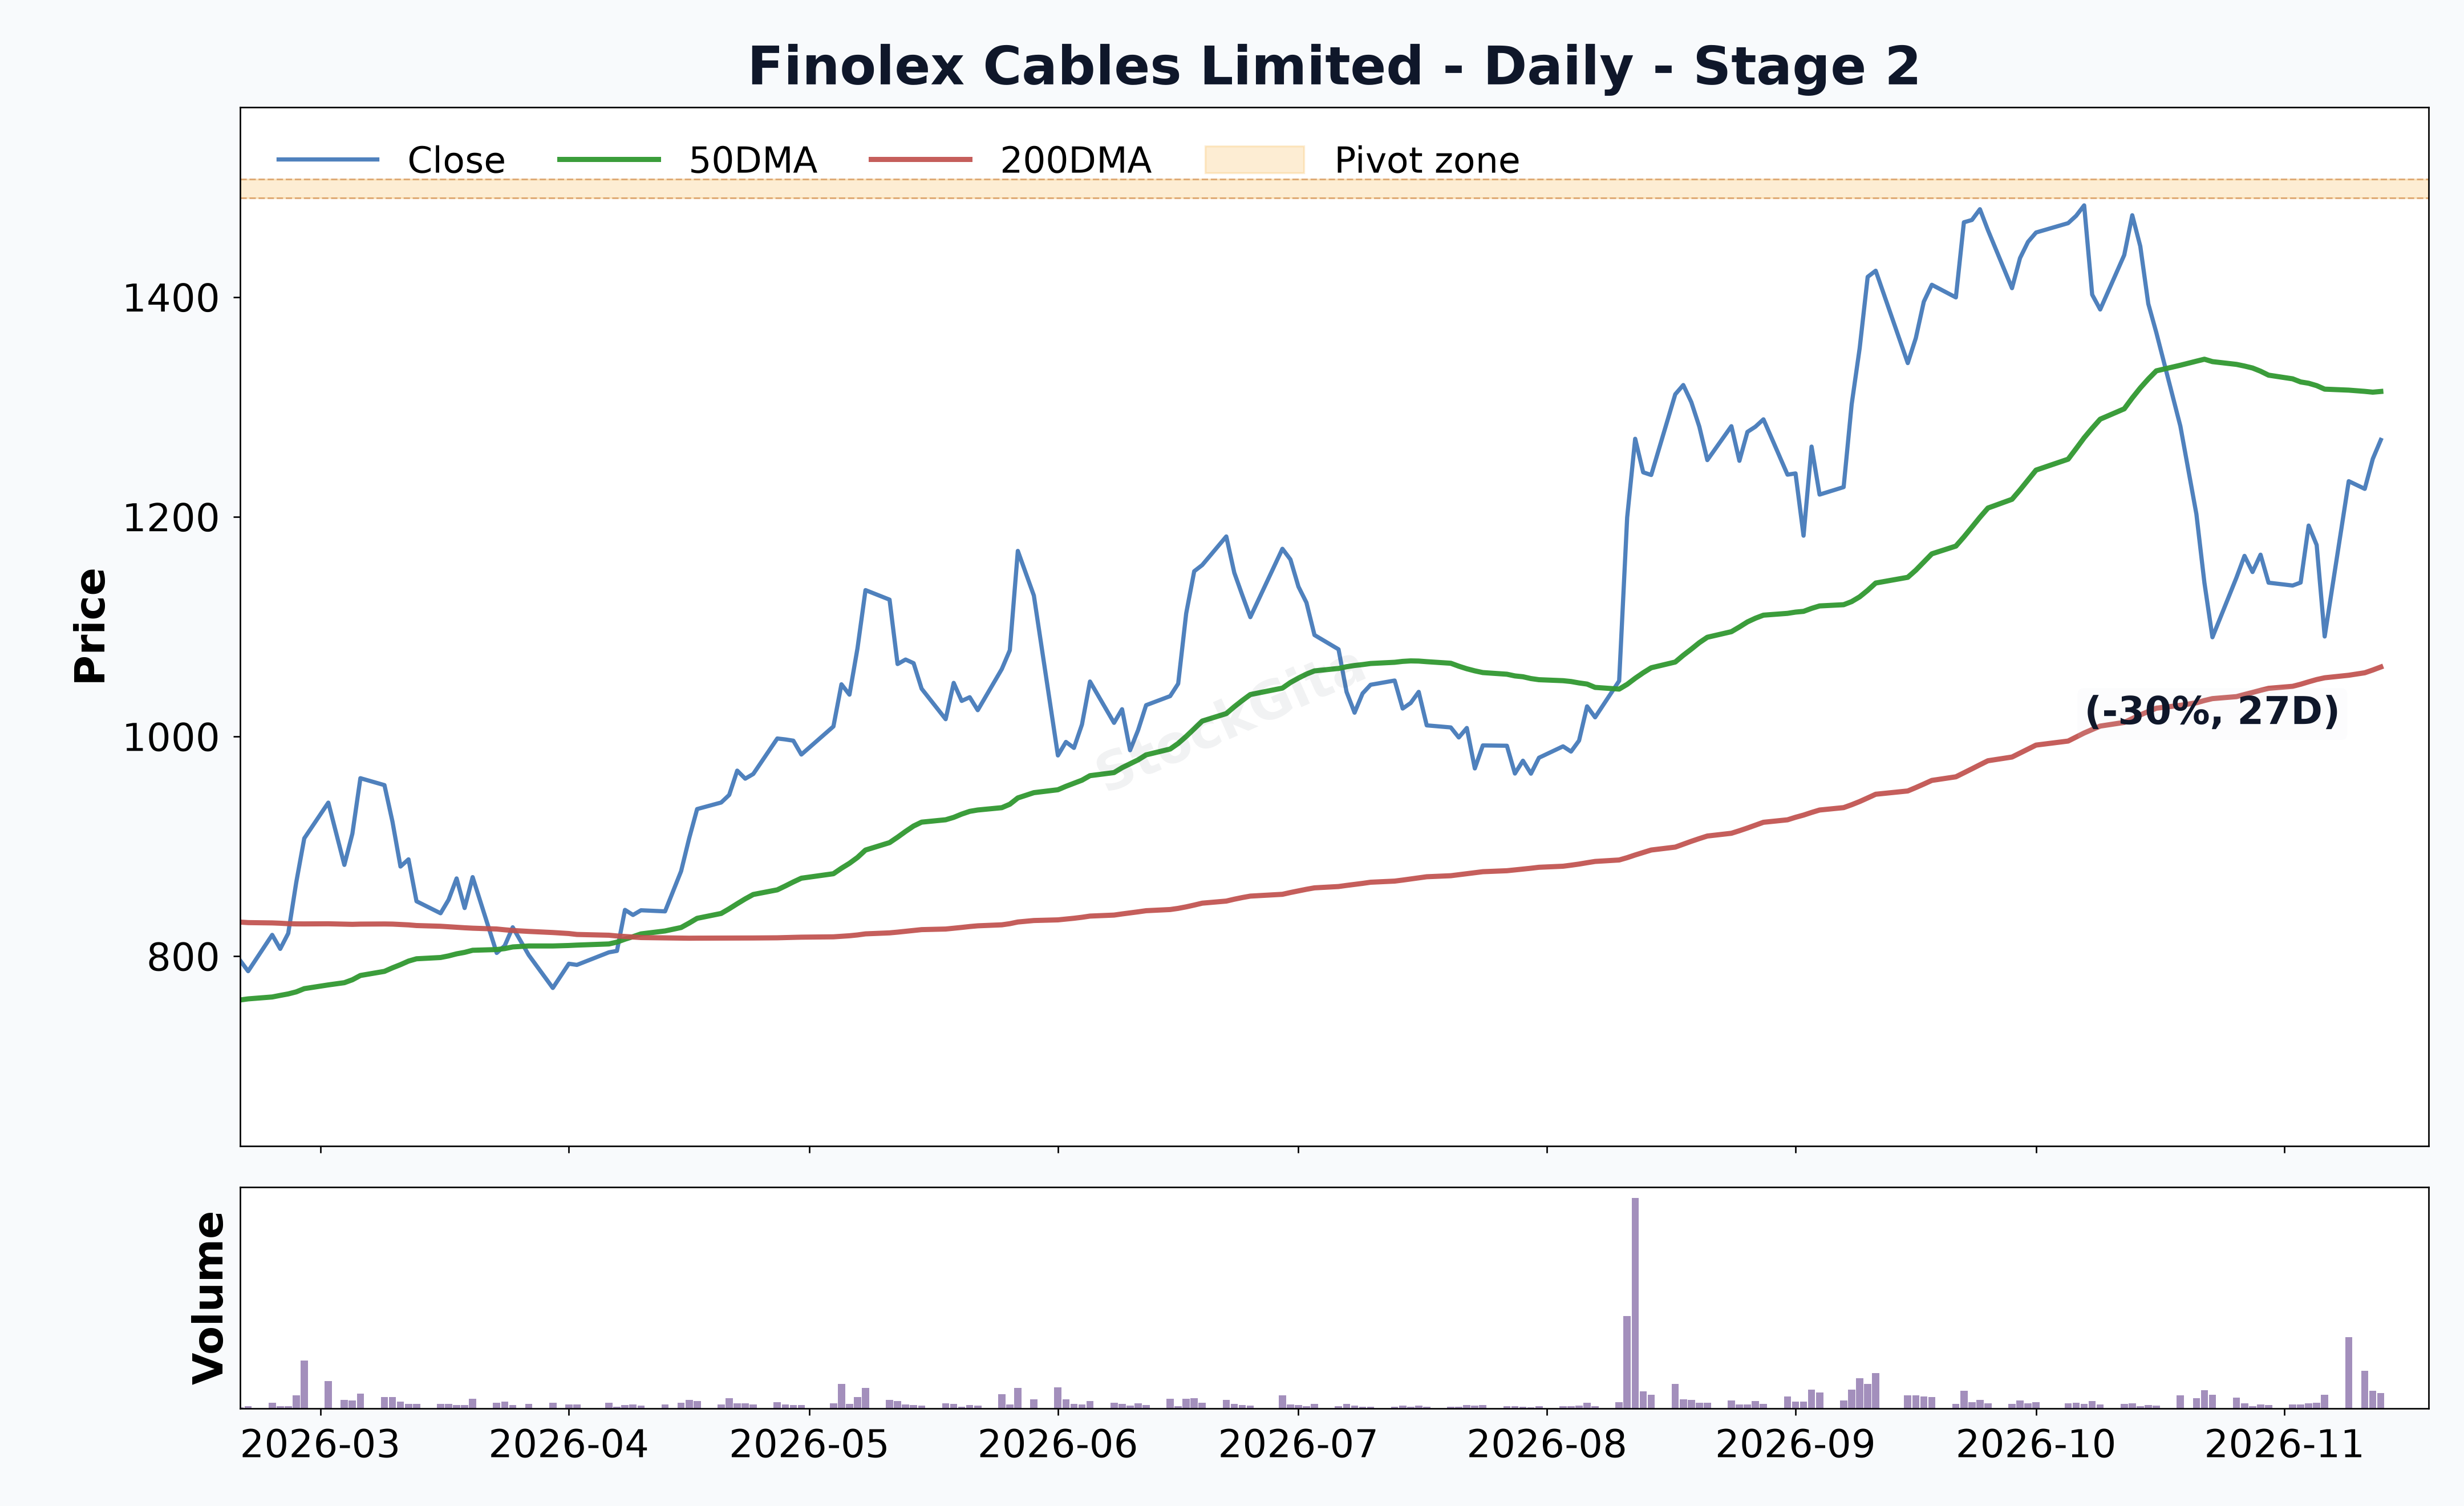 Finolex Cables Limited - Daily - Stage 2
Close 50DMA 200DMA Pivot zone
1400
1200
1000
800
Price
StockGita
(-30%, 27D)
Volume
2026-03 2026-04 2026-05 2026-06 2026-07 2026-08 2026-09 2026-10 2026-11